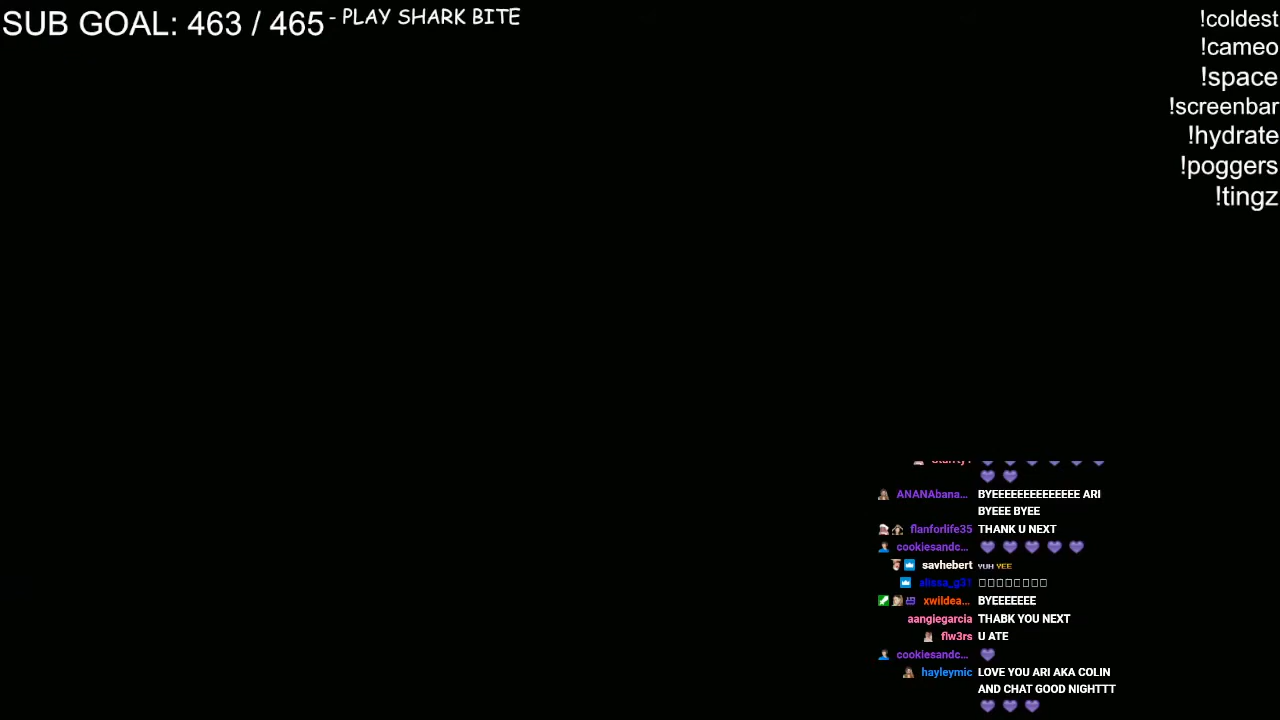 SUB GOAL: 463 / 465 - PLAY SHARK BITE
!coldest
!cameo
!space
!screenbar
!hydrate
!poggers
!tingz
ANANAbana... BYEEEEEEEEEEEEEE ARI
BYEEE BYEE
flanforlife35 THANK U NEXT
cookiesandc...
savhebert YUH YEE
alissa_g31
xwildea... BYEEEEEEE
aangiegarcia THABK YOU NEXT
flw3rs U ATE
cookiesandc...
hayleymic LOVE YOU ARI AKA COLIN
AND CHAT GOOD NIGHTTT